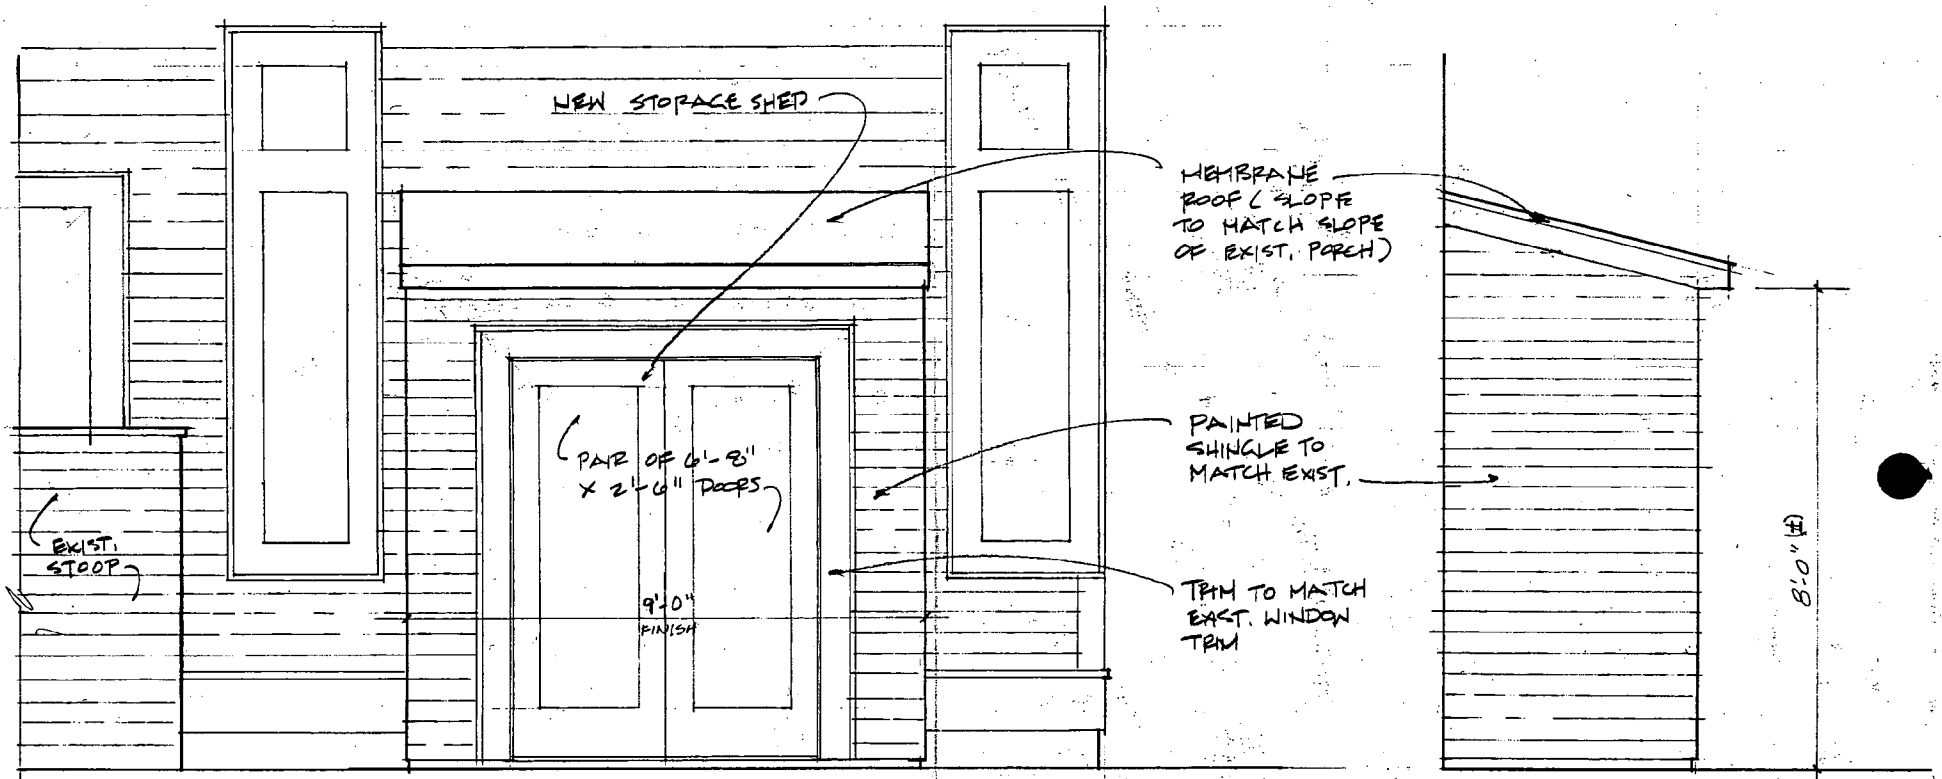 NEW STORAGE SHED
MEMBRANE
ROOF ( SLOPE
TO MATCH SLOPE
OF EXIST. PORCH )
PAIR OF 6'-8"
X 2'-6" DOORS
PAINTED
SHINGLE TO
MATCH EXIST.
EXIST.
STOOP
9'-0"
FINISH
TRIM TO MATCH
EAST. WINDOW
TRIM
8'-0" (±)